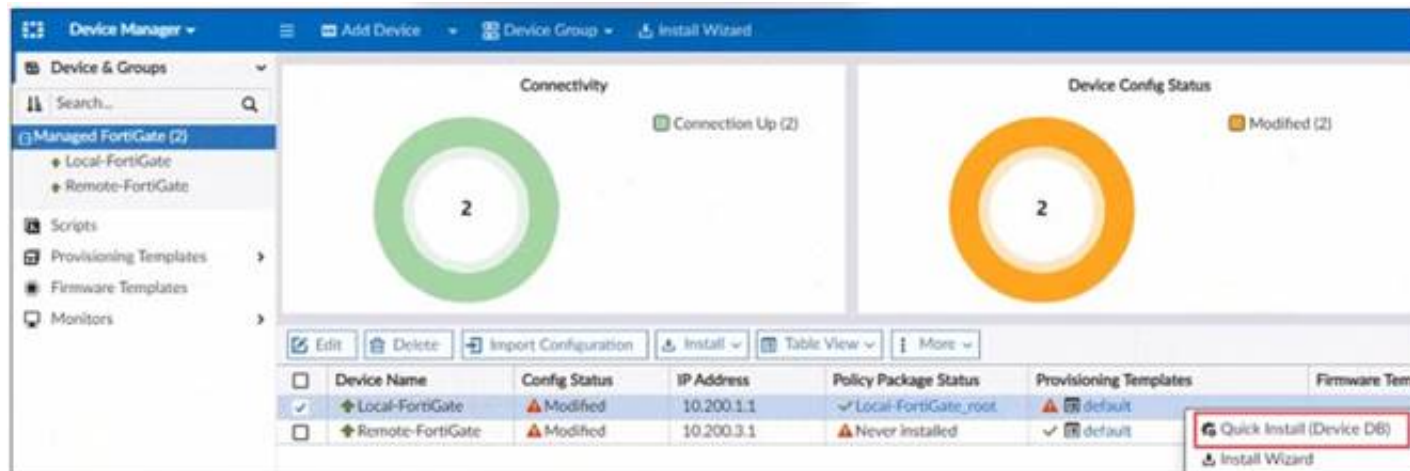 Device Manager
Add Device
Device Group
Install Wizard
Device & Groups
Search...
Managed FortiGate (2)
Local-FortiGate
Remote-FortiGate
Scripts
Provisioning Templates
Firmware Templates
Monitors
Connectivity
Connection Up (2)
2
Device Config Status
Modified (2)
2
Edit Delete Import Configuration Install Table View More
Device Name Config Status IP Address Policy Package Status Provisioning Templates Firmware Tem
Local-FortiGate Modified 10.200.1.1 Local-FortiGate_root default
Remote-FortiGate Modified 10.200.3.1 Never installed default
Quick Install (Device DB)
Install Wizard